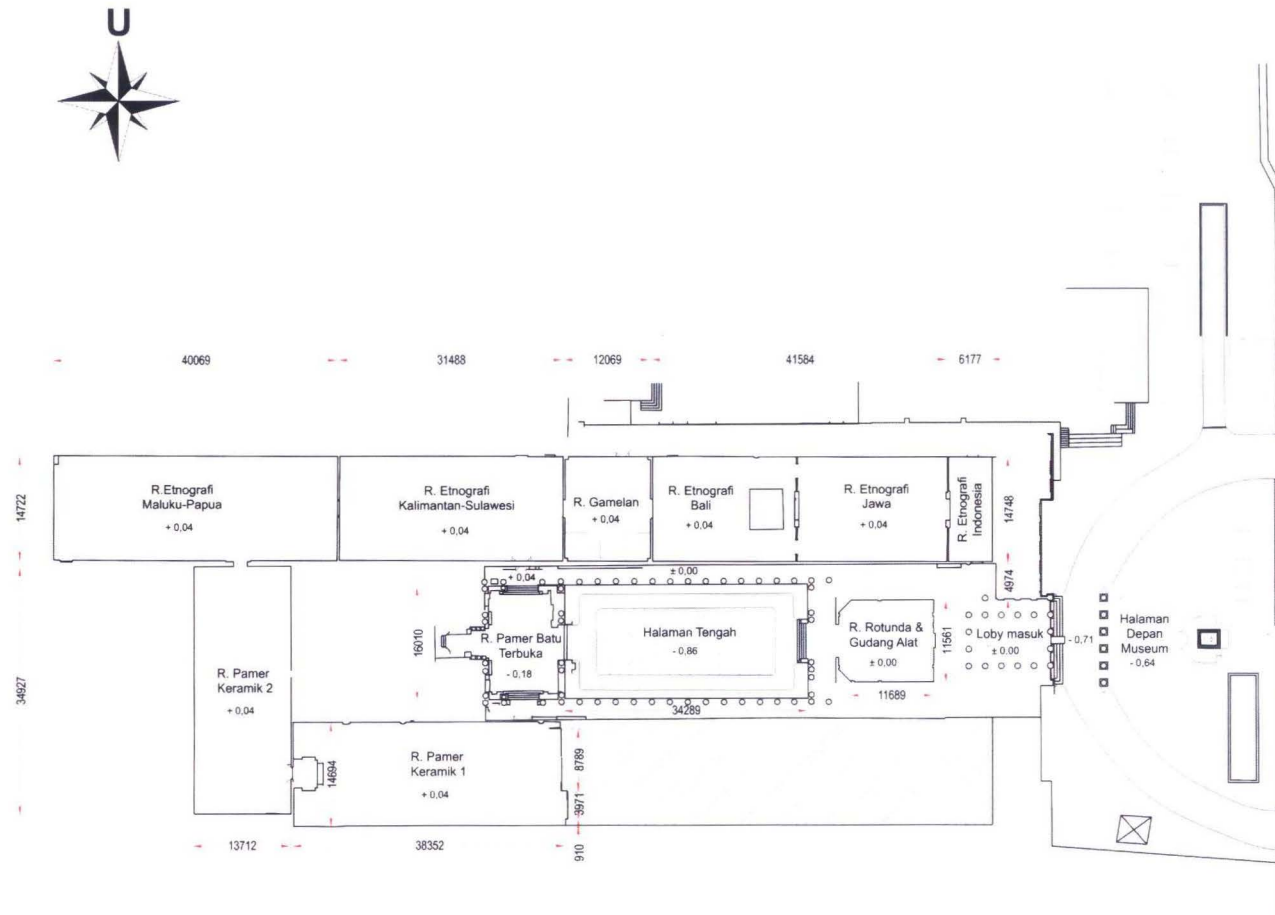 U
40069
31488
12069
41584
6177
14722
R.Etnografi
Maluku-Papua
+ 0,04
R. Etnografi
Kalimantan-Sulawesi
+ 0,04
R. Gamelan
+ 0,04
R. Etnografi
Bali
+ 0,04
R. Etnografi
Jawa
+ 0,04
R. Etnografi
Indonesia
14748
4974
+ 0,04
± 0,00
34927
R. Pamer
Keramik 2
+ 0,04
16010
R. Pamer Batu
Terbuka
- 0,18
Halaman Tengah
- 0,86
34289
R. Rotunda &
Gudang Alat
± 0,00
11561
11689
Loby masuk
± 0.00
- 0,71
Halaman
Depan
Museum
- 0,64
14694
R. Pamer
Keramik 1
+ 0,04
8789
3971
910
13712
38352